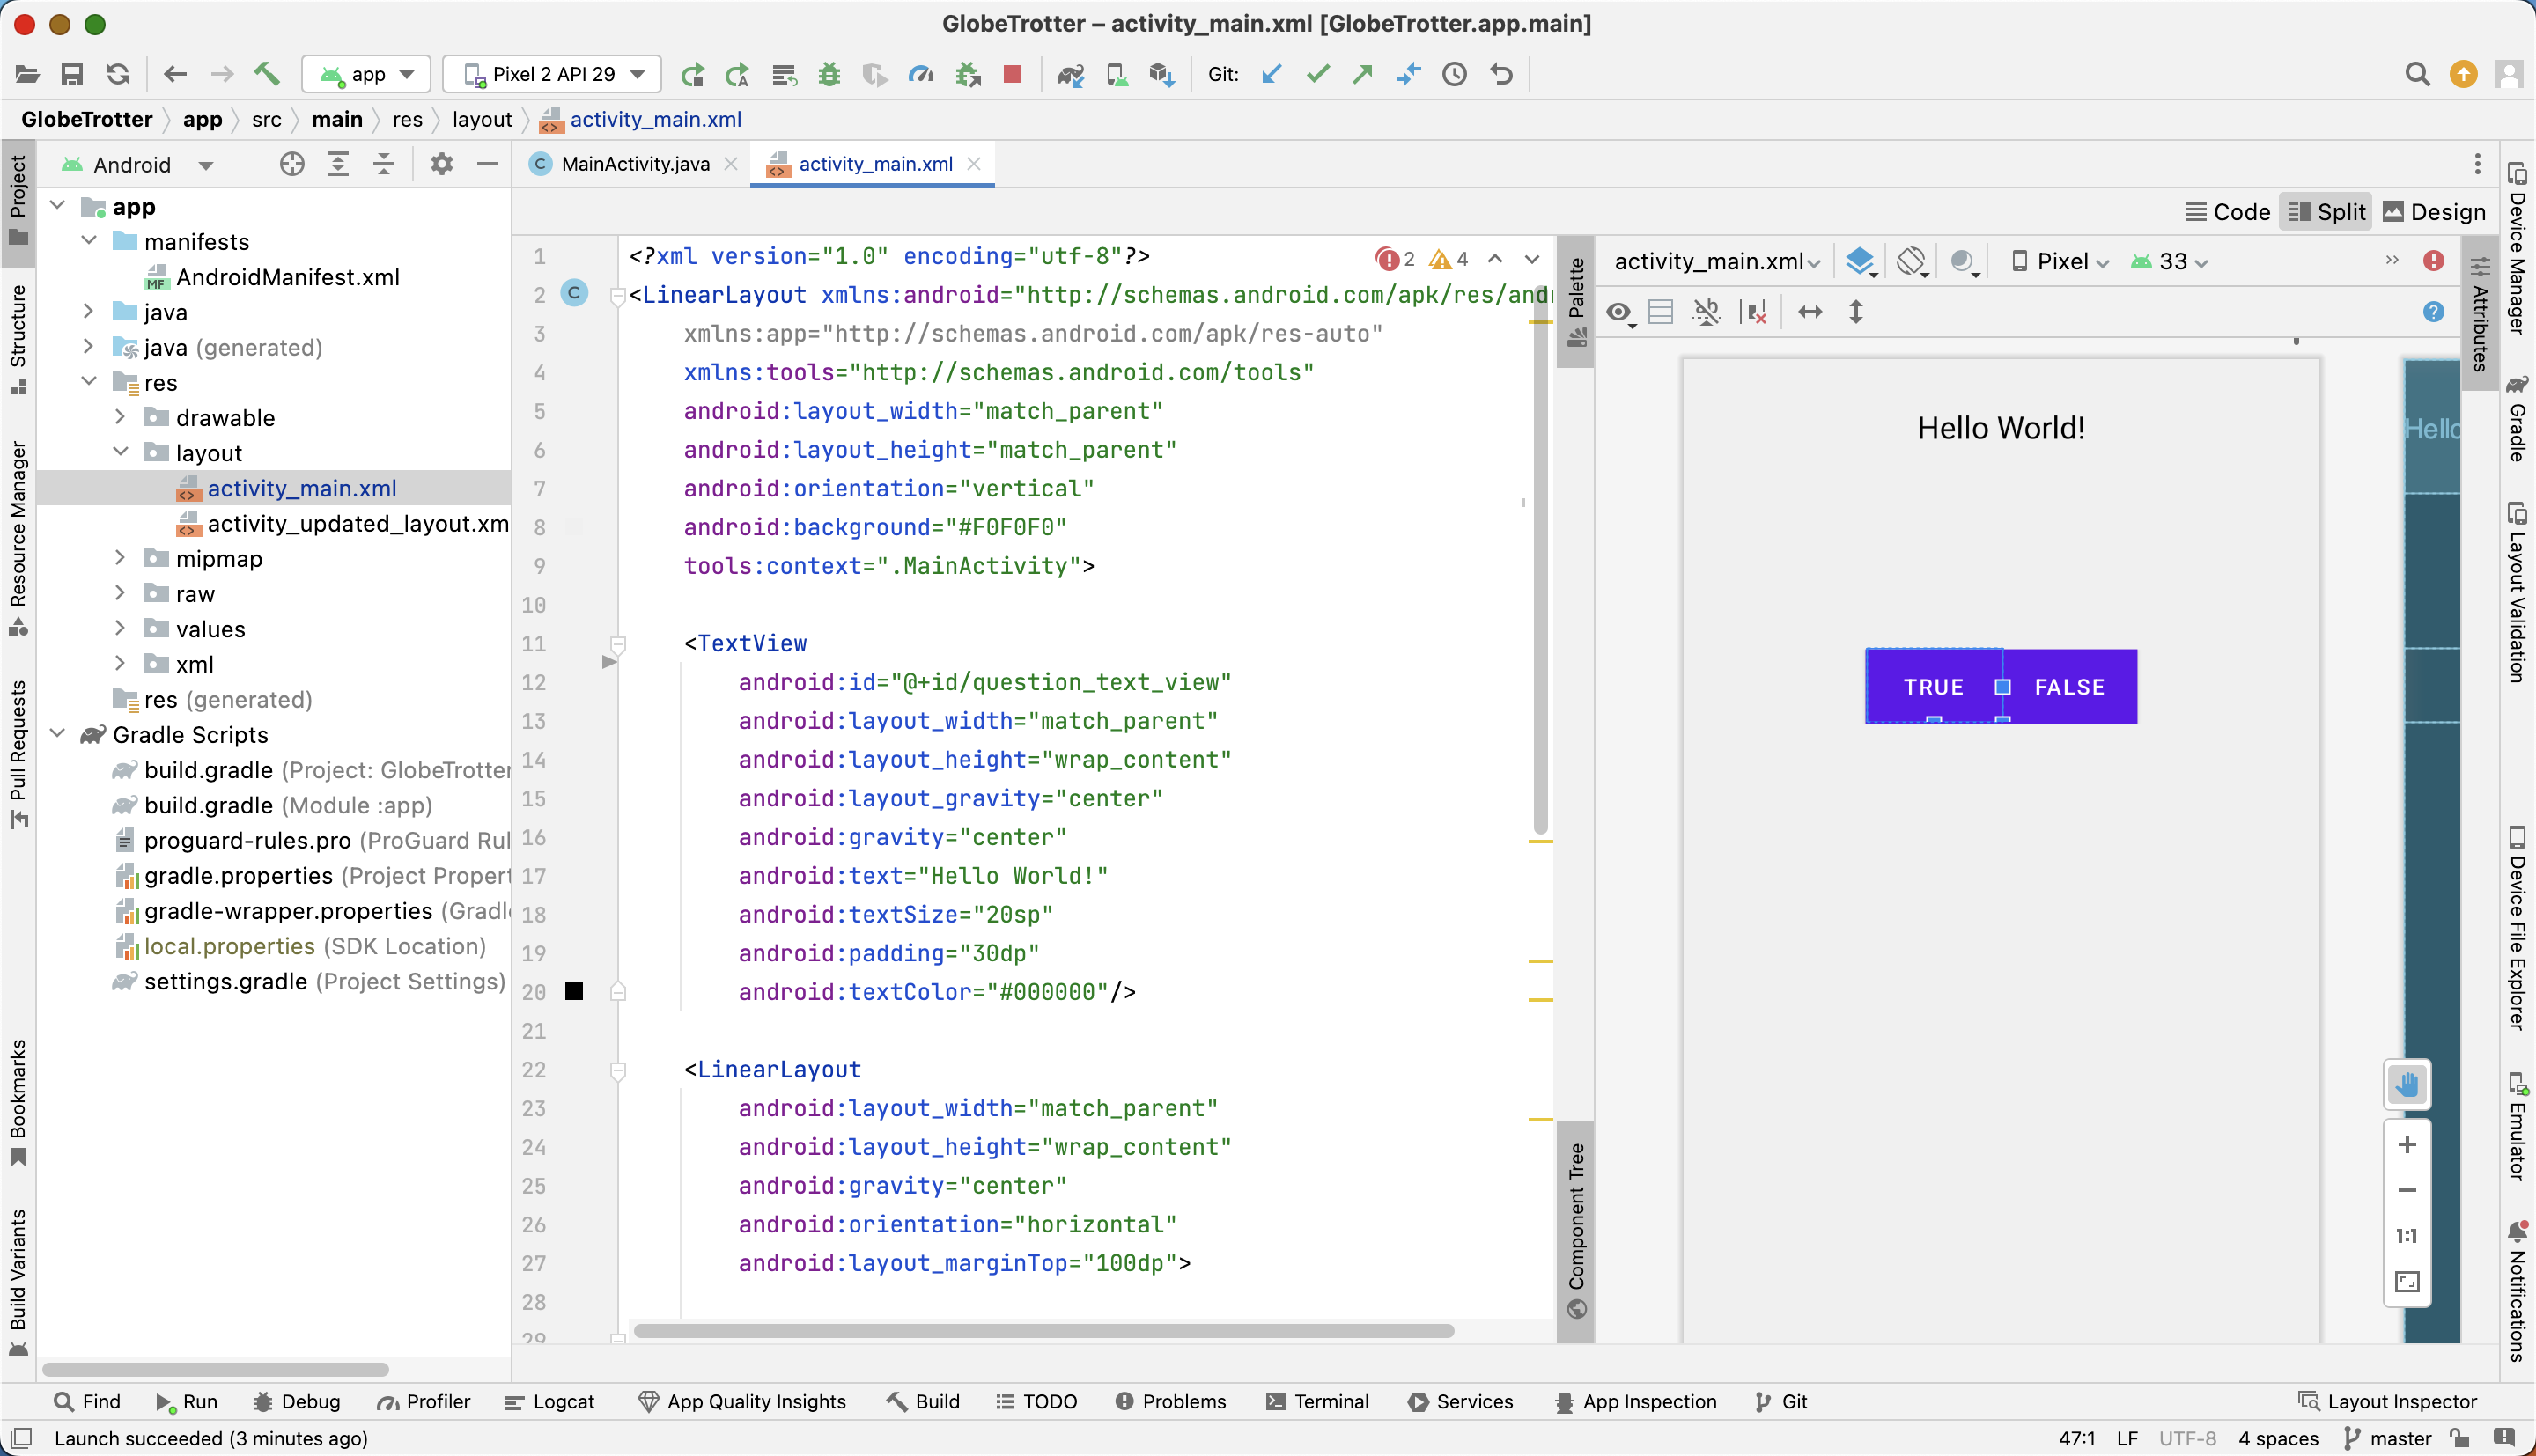 GlobeTrotter – activity_main.xml [GlobeTrotter.app.main]
app
Pixel 2 API 29
Git:
GlobeTrotter
app
src
main
res
layout
activity_main.xml
Project
Structure
Resource Manager
Pull Requests
Bookmarks
Build Variants
Android
app
manifests
MF
AndroidManifest.xml
java
java (generated)
res
drawable
layout
activity_main.xml
activity_updated_layout.xm
mipmap
raw
values
xml
res (generated)
Gradle Scripts
build.gradle (Project: GlobeTrotter
build.gradle (Module :app)
proguard-rules.pro (ProGuard Rul
gradle.properties (Project Propert
gradle-wrapper.properties (Gradl
local.properties (SDK Location)
settings.gradle (Project Settings)
C MainActivity.java
activity_main.xml
Code
Split
Design
2
4
1 <?xml version="1.0" encoding="utf-8"?>
2 C <LinearLayout xmlns:android="http://schemas.android.com/apk/res/andr
3 xmlns:app="http://schemas.android.com/apk/res-auto"
4 xmlns:tools="http://schemas.android.com/tools"
5 android:layout_width="match_parent"
6 android:layout_height="match_parent"
7 android:orientation="vertical"
8 android:background="#F0F0F0"
9 tools:context=".MainActivity">
10
11 <TextView
12 android:id="@+id/question_text_view"
13 android:layout_width="match_parent"
14 android:layout_height="wrap_content"
15 android:layout_gravity="center"
16 android:gravity="center"
17 android:text="Hello World!"
18 android:textSize="20sp"
19 android:padding="30dp"
20 android:textColor="#000000"/>
21
22 <LinearLayout
23 android:layout_width="match_parent"
24 android:layout_height="wrap_content"
25 android:gravity="center"
26 android:orientation="horizontal"
27 android:layout_marginTop="100dp">
28
29
Palette
Component Tree
activity_main.xml
Pixel
33
?
Hello World!
TRUE
FALSE
Hello
1:1
Attributes
Device Manager
Gradle
Layout Validation
Device File Explorer
Emulator
Notifications
Find
Run
Debug
Profiler
Logcat
App Quality Insights
Build
TODO
Problems
Terminal
Services
App Inspection
Git
Layout Inspector
Launch succeeded (3 minutes ago)
47:1
LF
UTF-8
4 spaces
master